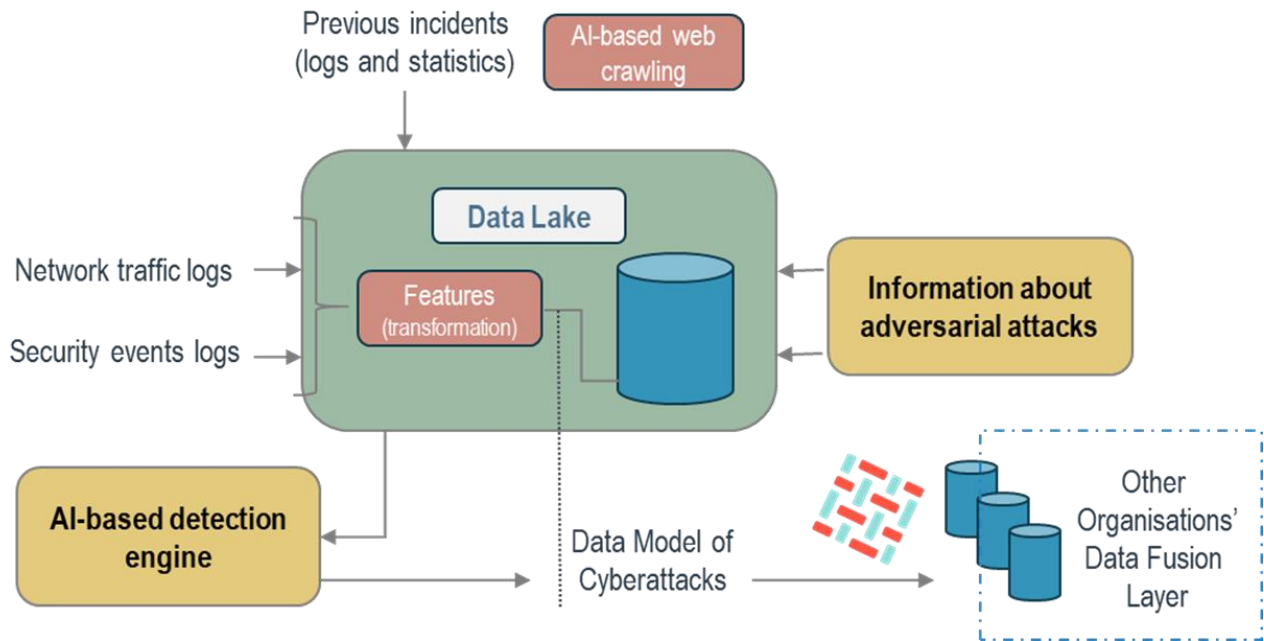 Previous incidents
(logs and statistics)
AI-based web
crawling
Data Lake
Network traffic logs
Features
(transformation)
Security events logs
Information about
adversarial attacks
AI-based detection
engine
Data Model of
Cyberattacks
Other
Organisations’
Data Fusion
Layer